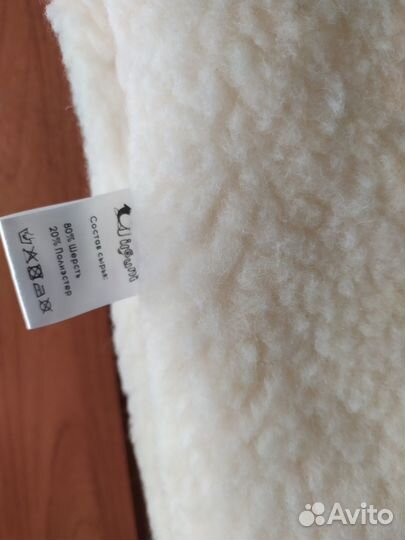 Состав сырья:
80% Шерсть
20% Полиэстер
Avito